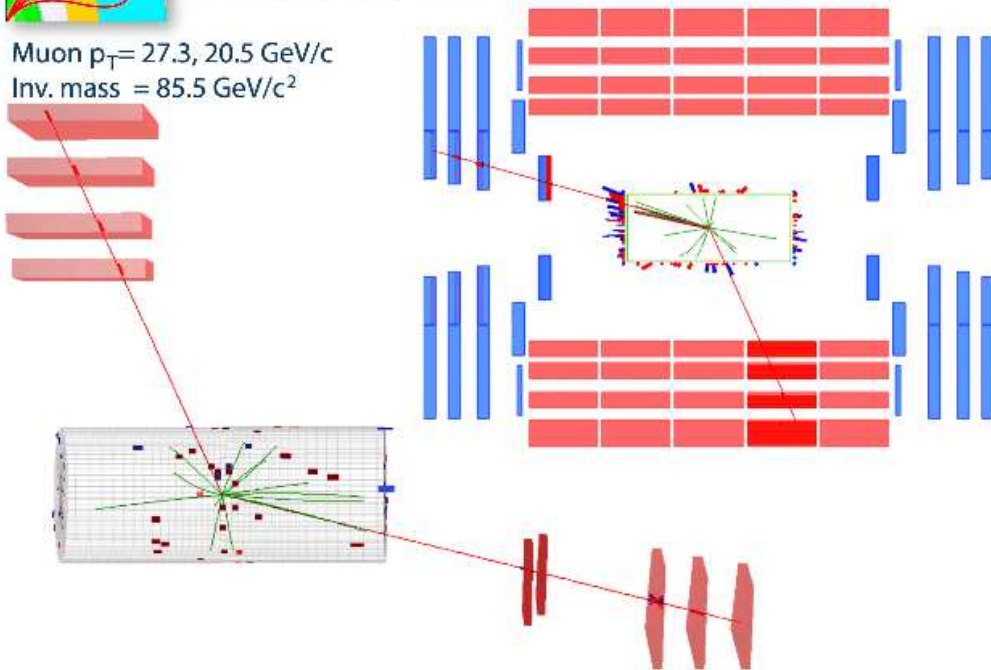 Muon pT= 27.3, 20.5 GeV/c
Inv. mass = 85.5 GeV/c²